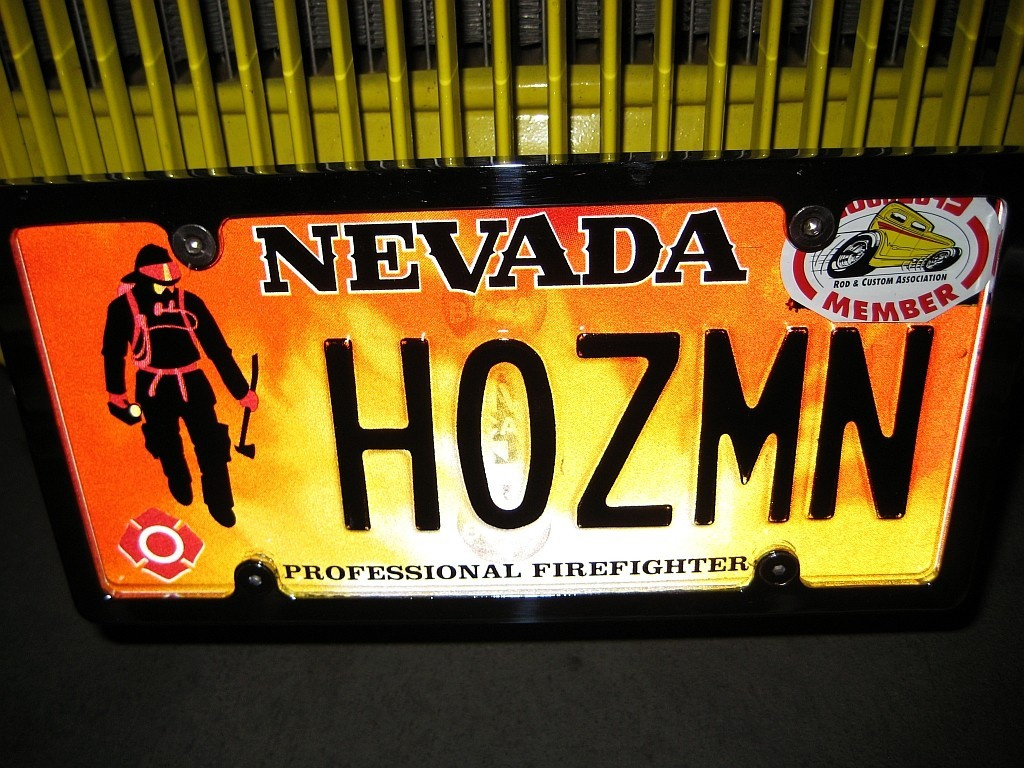 NEVADA
ROD & CUSTOM ASSOCIATION
MEMBER
HOZMN
PROFESSIONAL FIREFIGHTER